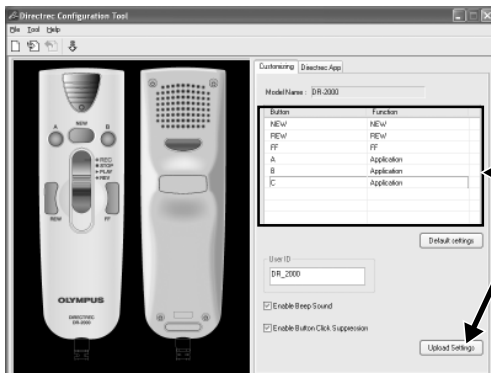 Directrec Configuration Tool
File Tool Help
Customizing Directrec App
Model Name : DR-2000
Button Function
NEW NEW
REW REW
FF FF
A Application
B Application
C Application
Default settings
User ID
DR_2000
Enable Beep Sound
Enable Button Click Suppression
Upload Settings
NEW
A B
REC
STOP
PLAY
REV
REW FF
OLYMPUS
DIRECTREC
DR-2000